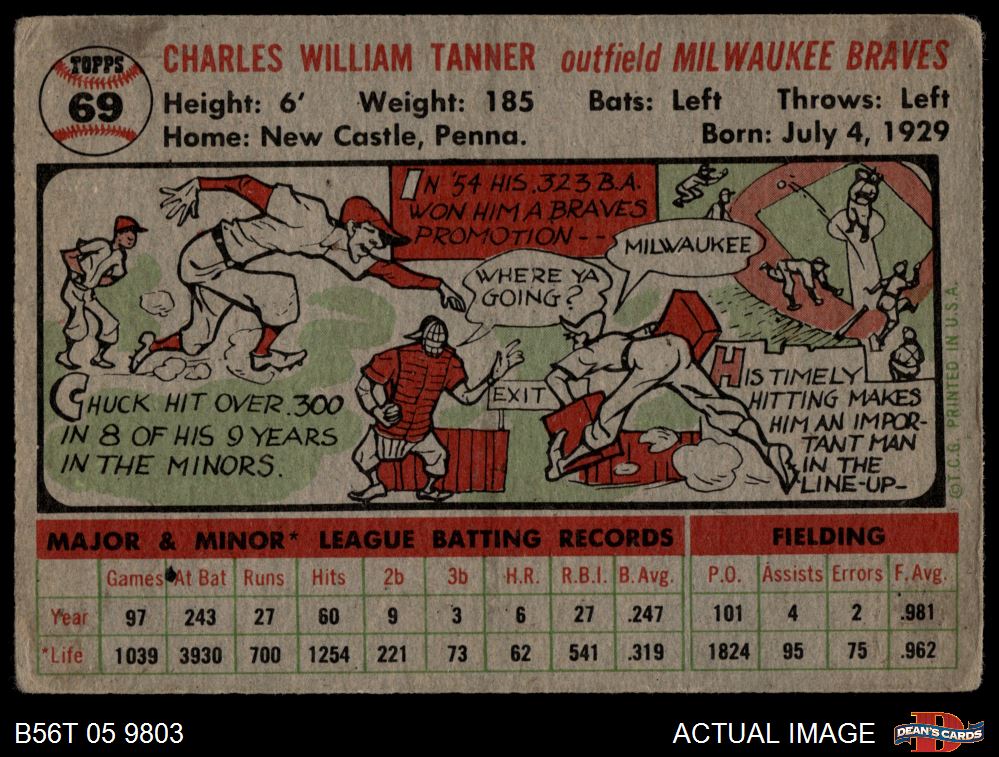 TOPPS
69
CHARLES WILLIAM TANNER outfield MILWAUKEE BRAVES
Height: 6' Weight: 185 Bats: Left Throws: Left
Home: New Castle, Penna. Born: July 4, 1929
IN '54 HIS .323 B.A.
WON HIM A BRAVES
PROMOTION--
WHERE YA
GOING?
MILWAUKEE
EXIT
CHUCK HIT OVER .300
IN 8 OF HIS 9 YEARS
IN THE MINORS.
HIS TIMELY
HITTING MAKES
HIM AN IMPOR-
TANT MAN
IN THE
LINE-UP-
©T.C.G. PRINTED IN U.S.A.
MAJOR & MINOR* LEAGUE BATTING RECORDS FIELDING
Games At Bat Runs Hits 2b 3b H.R. R.B.I. B. Avg. P.O. Assists Errors F. Avg.
Year 97 243 27 60 9 3 6 27 .247 101 4 2 .981
*Life 1039 3930 700 1254 221 73 62 541 .319 1824 95 75 .962
B56T 05 9803 ACTUAL IMAGE DEAN'S CARDS